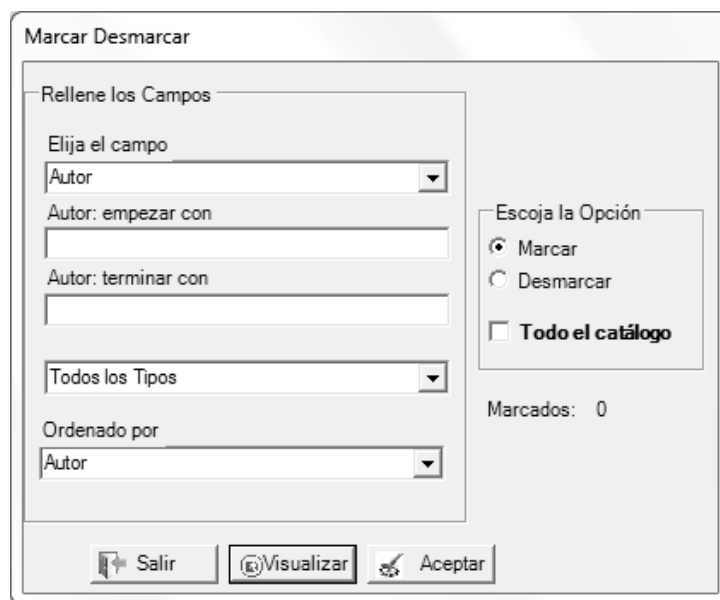 Marcar Desmarcar
Rellene los Campos
Elija el campo
Autor
Autor: empezar con
Autor: terminar con
Todos los Tipos
Ordenado por
Autor
Escoja la Opción
Marcar
Desmarcar
Todo el catálogo
Marcados: 0
Salir
Visualizar
Aceptar